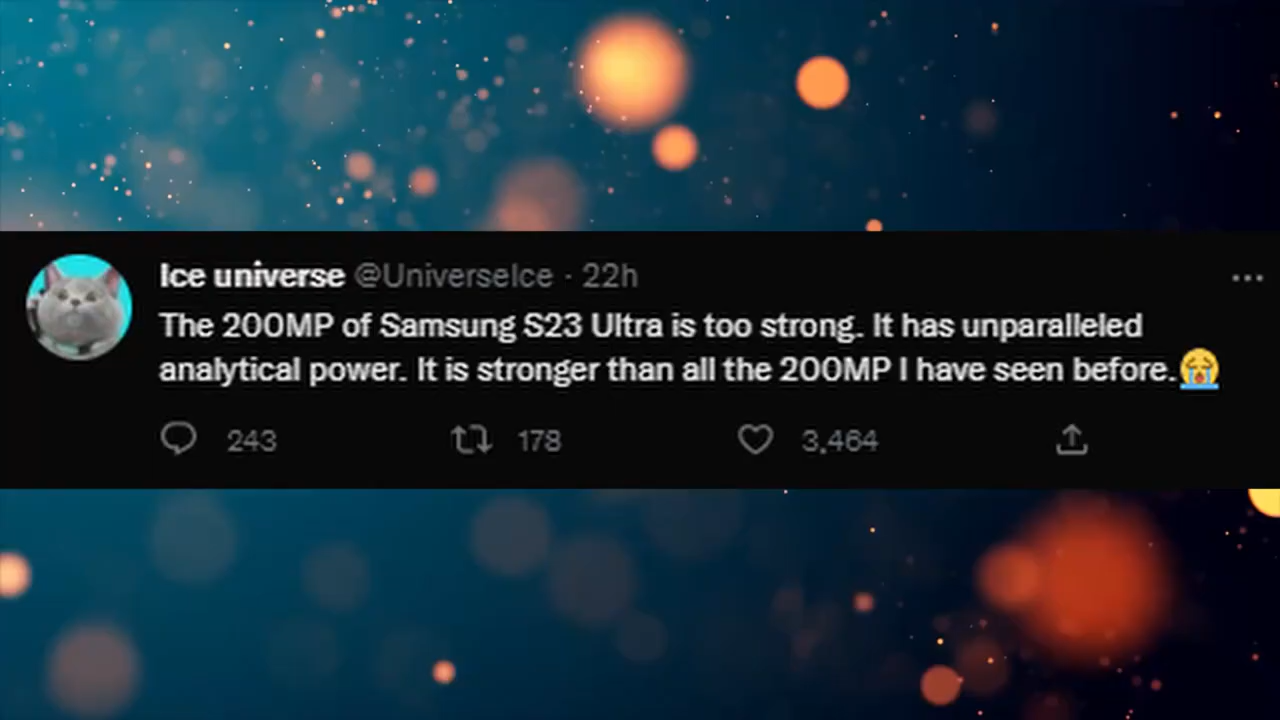 Ice universe @UniverseIce · 22h
The 200MP of Samsung S23 Ultra is too strong. It has unparalleled
analytical power. It is stronger than all the 200MP I have seen before.😭
243 178 3,464